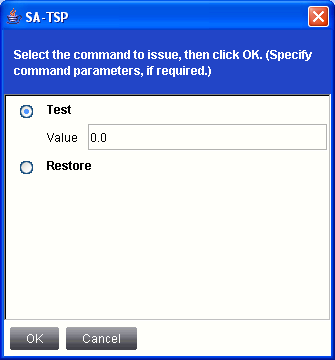 SA-TSP
Select the command to issue, then click OK. (Specify
command parameters, if required.)
Test
Value 0.0
Restore
OK Cancel